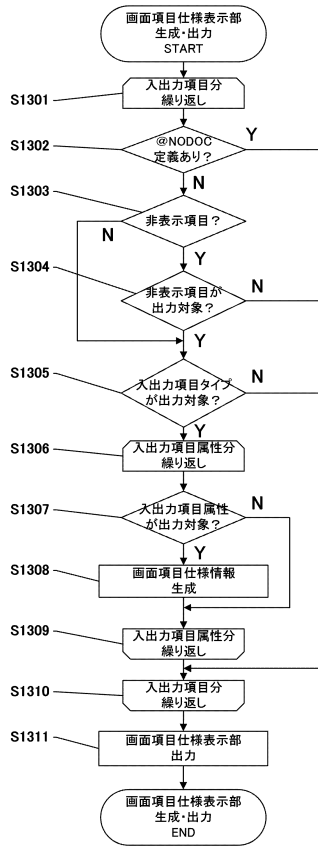 画面項目仕様表示部
生成・出力
START
S1301
入出力項目分
繰り返し
S1302
@NODOC
定義あり？
Y
N
S1303
非表示項目？
N
Y
S1304
非表示項目が
出力対象？
N
Y
S1305
入出力項目タイプ
が出力対象？
N
Y
S1306
入出力項目属性分
繰り返し
S1307
入出力項目属性
が出力対象？
N
Y
S1308
画面項目仕様情報
生成
S1309
入出力項目属性分
繰り返し
S1310
入出力項目分
繰り返し
S1311
画面項目仕様表示部
出力
画面項目仕様表示部
生成・出力
END